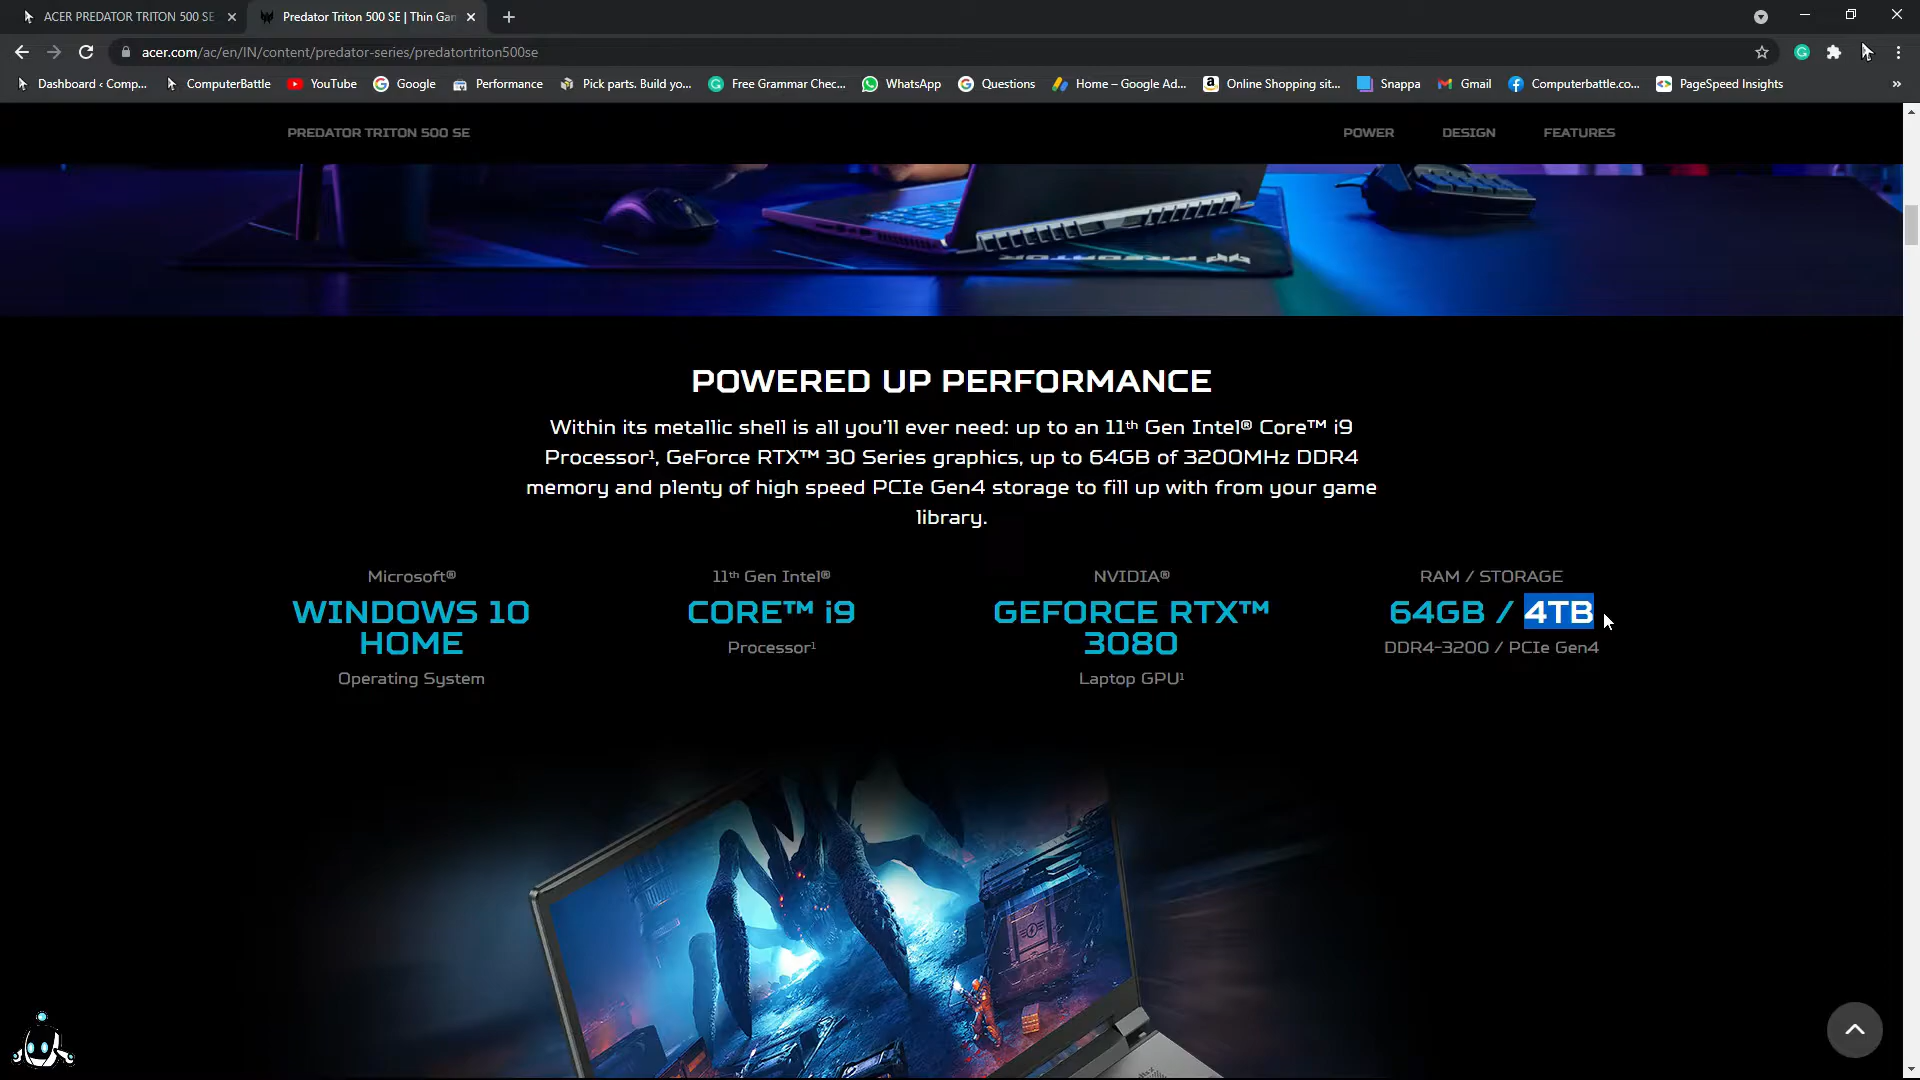 ACER PREDATOR TRITON 500 SE
Predator Triton 500 SE | Thin Gam
acer.com/ac/en/IN/content/predator-series/predatortriton500se
Dashboard ‹ Comp...
ComputerBattle
YouTube
Google
Performance
Pick parts. Build yo...
Free Grammar Chec...
WhatsApp
Questions
Home – Google Ad...
Online Shopping sit...
Snappa
Gmail
Computerbattle.co...
PageSpeed Insights
PREDATOR TRITON 500 SE
POWER
DESIGN
FEATURES
PREDATOR
POWERED UP PERFORMANCE
Within its metallic shell is all you'll ever need: up to an 11th Gen Intel® Core™ i9
Processor¹, GeForce RTX™ 30 Series graphics, up to 64GB of 3200MHz DDR4
memory and plenty of high speed PCIe Gen4 storage to fill up with from your game
library.
Microsoft®
WINDOWS 10
HOME
Operating System
11th Gen Intel®
CORE™ i9
Processor¹
NVIDIA®
GEFORCE RTX™
3080
Laptop GPU¹
RAM / STORAGE
64GB / 4TB
DDR4-3200 / PCIe Gen4